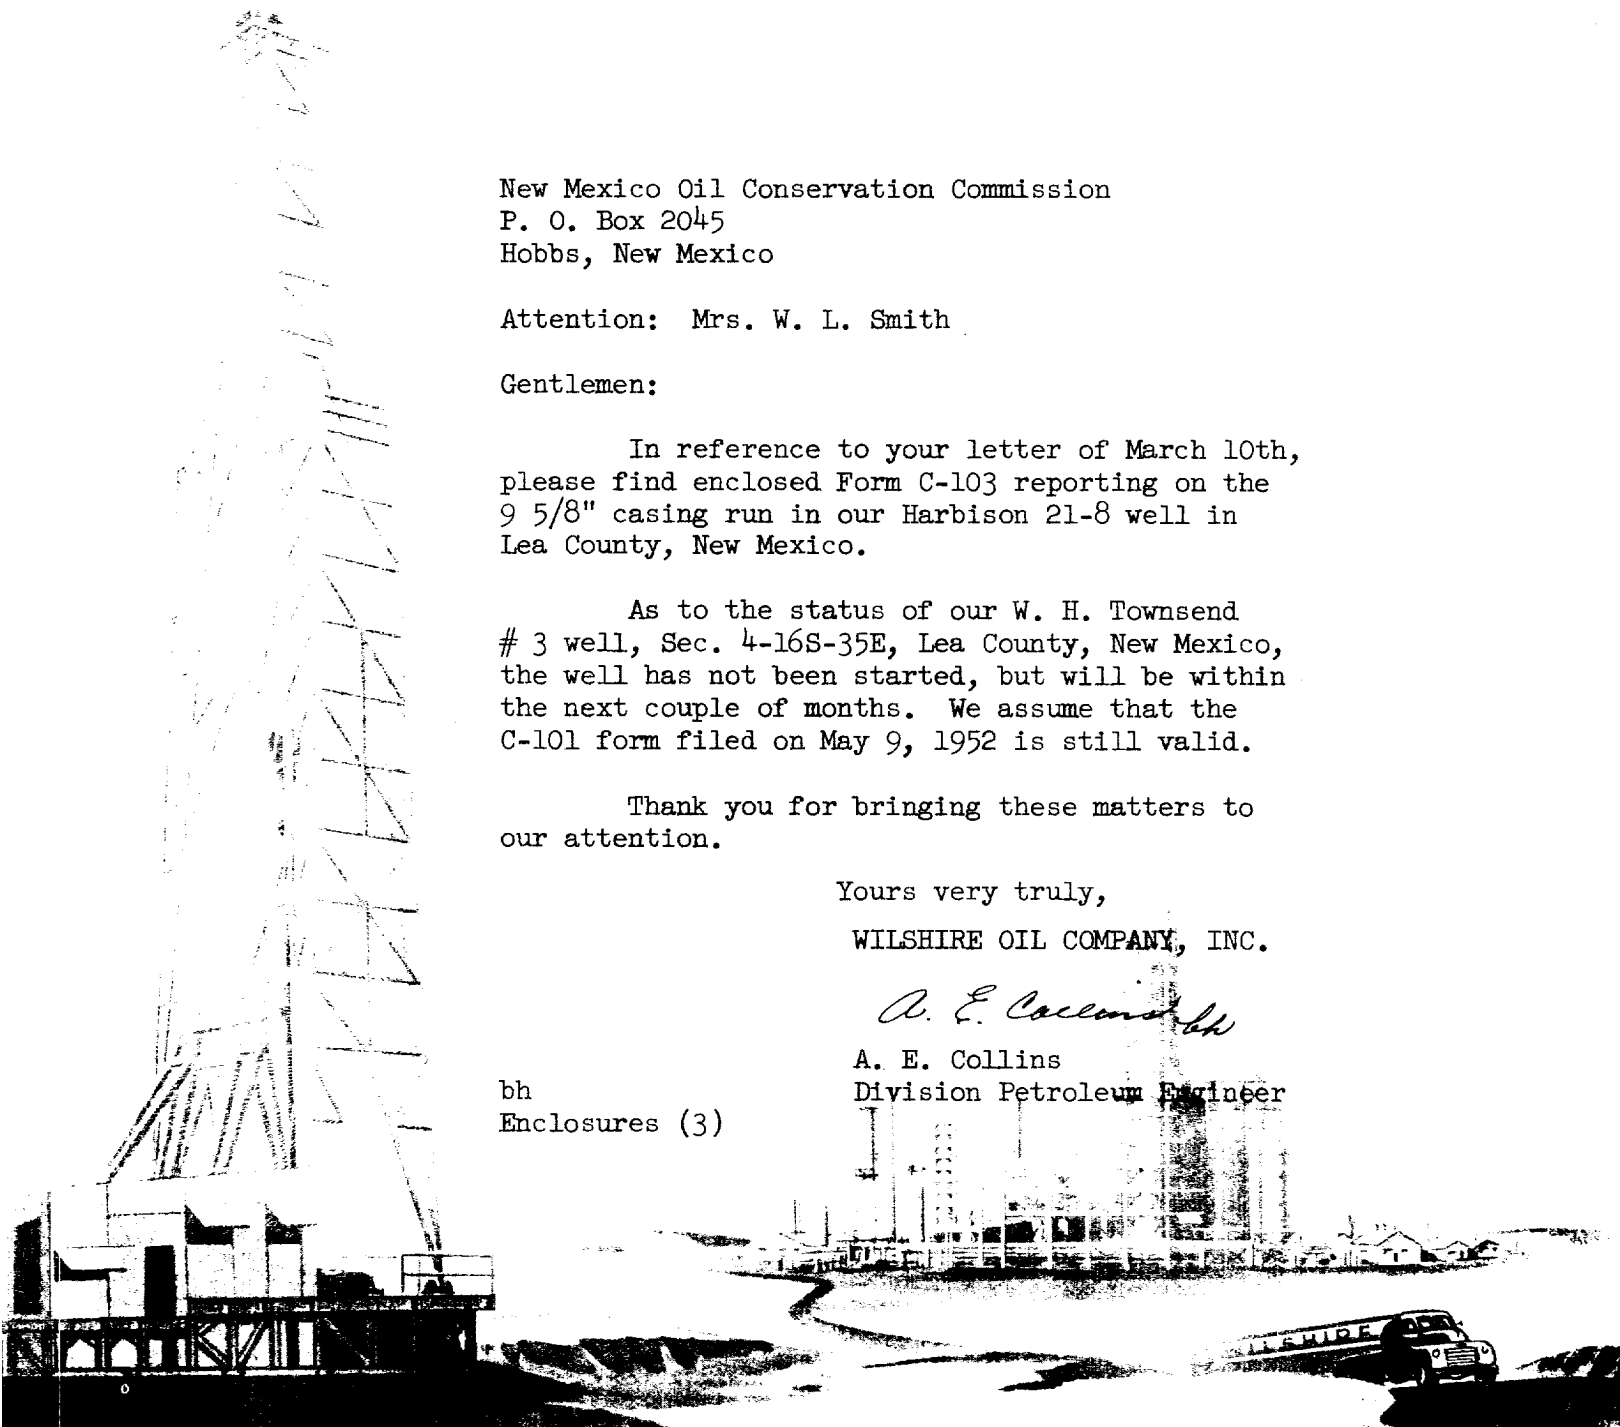 New Mexico Oil Conservation Commission
P. O. Box 2045
Hobbs, New Mexico
Attention: Mrs. W. L. Smith
Gentlemen:
In reference to your letter of March 10th,
please find enclosed Form C-103 reporting on the
9 5/8" casing run in our Harbison 21-8 well in
Lea County, New Mexico.
As to the status of our W. H. Townsend
# 3 well, Sec. 4-16S-35E, Lea County, New Mexico,
the well has not been started, but will be within
the next couple of months. We assume that the
C-101 form filed on May 9, 1952 is still valid.
Thank you for bringing these matters to
our attention.
Yours very truly,
WILSHIRE OIL COMPANY, INC.
A. E. Collins bh
A. E. Collins
Division Petroleum Engineer
bh
Enclosures (3)
WILSHIRE